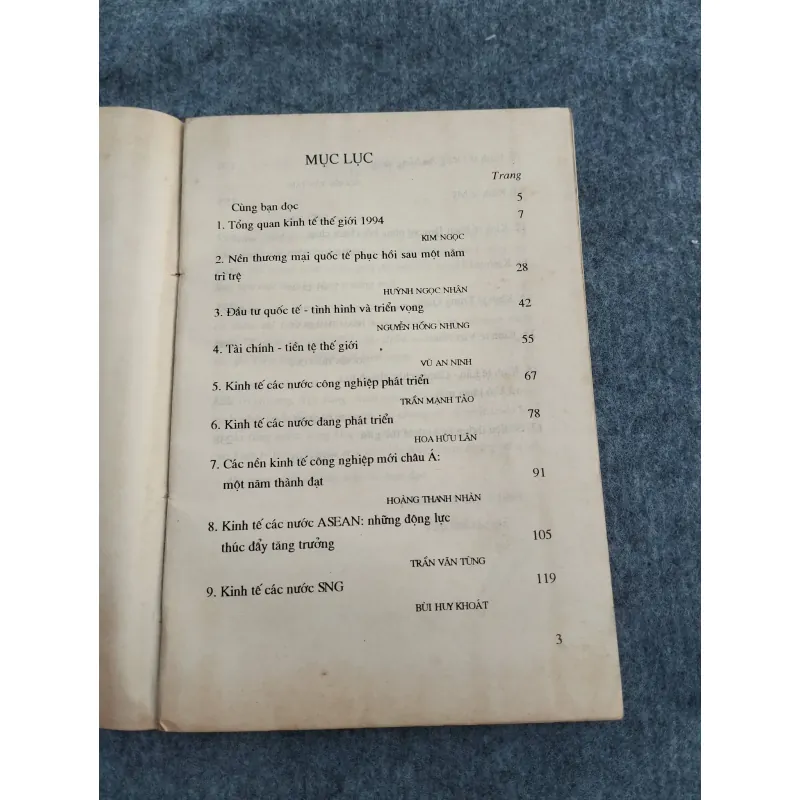 MỤC LỤC
Trang
Cùng bạn đọc 5
1. Tổng quan kinh tế thế giới 1994 7
KIM NGỌC
2. Nền thương mại quốc tế phục hồi sau một năm
trì trệ 28
HUỲNH NGỌC NHÂN
3. Đầu tư quốc tế - tình hình và triển vọng 42
NGUYỄN HỒNG NHUNG
4. Tài chính - tiền tệ thế giới 55
VŨ AN NINH
5. Kinh tế các nước công nghiệp phát triển 67
TRẦN MẠNH TẢO
6. Kinh tế các nước đang phát triển 78
HOA HỮU LÂN
7. Các nền kinh tế công nghiệp mới châu Á:
một năm thành đạt 91
HOÀNG THANH NHÀN
8. Kinh tế các nước ASEAN: những động lực
thúc đẩy tăng trưởng 105
TRẦN VĂN TÙNG
9. Kinh tế các nước SNG 119
BÙI HUY KHOÁT
3